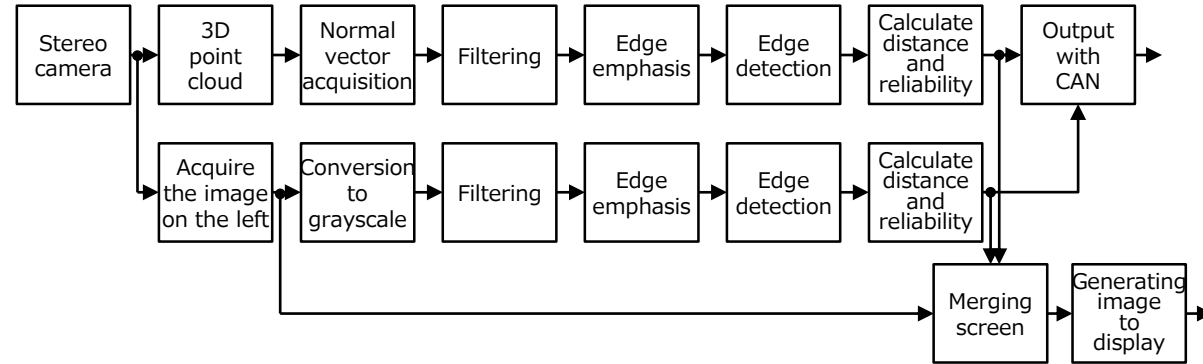 Stereo
camera
3D
point
cloud
Normal
vector
acquisition
Filtering
Edge
emphasis
Edge
detection
Calculate
distance
and
reliability
Output
with
CAN
Acquire
the image
on the left
Conversion
to
grayscale
Filtering
Edge
emphasis
Edge
detection
Calculate
distance
and
reliability
Merging
screen
Generating
image
to
display